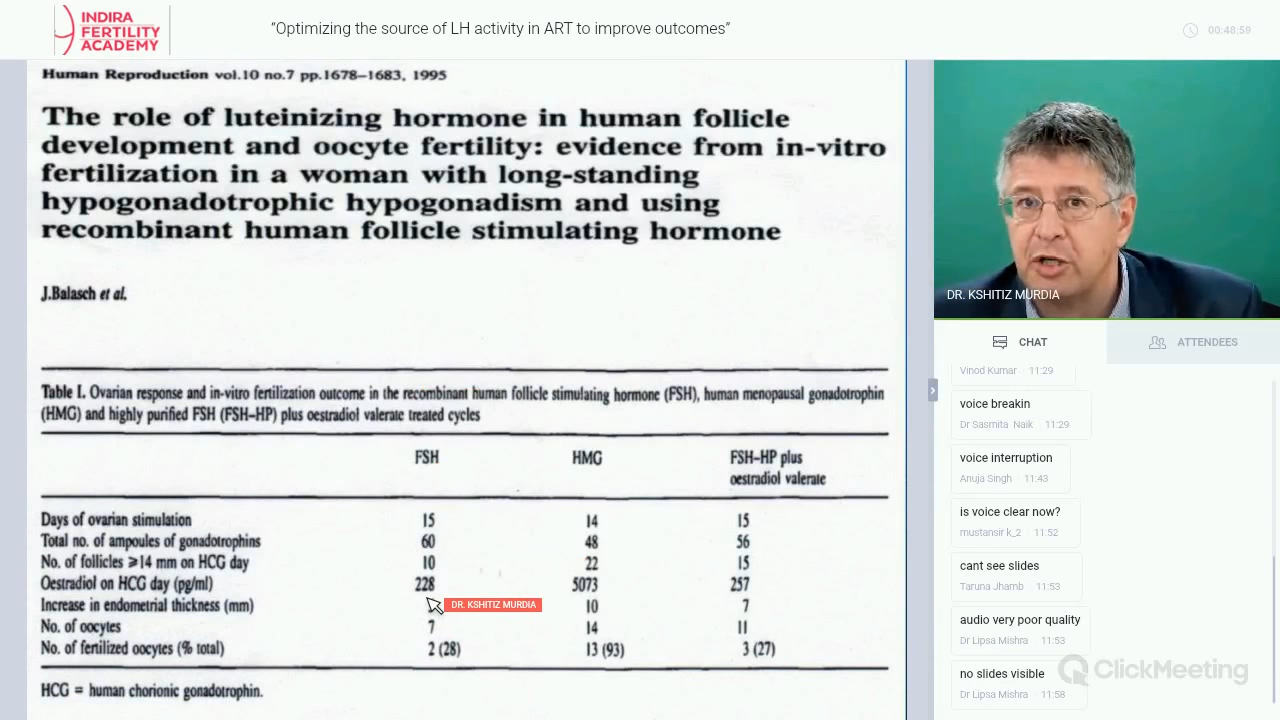 INDIRA
FERTILITY
ACADEMY
“Optimizing the source of LH activity in ART to improve outcomes”
00:48:59
Human Reproduction vol.10 no.7 pp.1678–1683, 1995
The role of luteinizing hormone in human follicle
development and oocyte fertility: evidence from in-vitro
fertilization in a woman with long-standing
hypogonadotrophic hypogonadism and using
recombinant human follicle stimulating hormone
J.Balasch et al.
Table I. Ovarian response and in-vitro fertilization outcome in the recombinant human follicle stimulating hormone (FSH), human menopausal gonadotrophin
(HMG) and highly purified FSH (FSH–HP) plus oestradiol valerate treated cycles
FSH HMG FSH–HP plus
oestradiol valerate
Days of ovarian stimulation 15 14 15
Total no. of ampoules of gonadotrophins 60 48 56
No. of follicles ≥14 mm on HCG day 10 22 15
Oestradiol on HCG day (pg/ml) 228 5073 257
Increase in endometrial thickness (mm) 10 7
DR. KSHITIZ MURDIA
No. of oocytes 7 14 11
No. of fertilized oocytes (% total) 2 (28) 13 (93) 3 (27)
HCG = human chorionic gonadotrophin.
DR. KSHITIZ MURDIA
CHAT
ATTENDEES
Vinod Kumar 11:29
voice breakin
Dr Sasmita Naik 11:29
voice interruption
Anuja Singh 11:43
is voice clear now?
mustansir k_2 11:52
cant see slides
Taruna Jhamb 11:53
audio very poor quality
Dr Lipsa Mishra 11:53
no slides visible
Dr Lipsa Mishra 11:58
ClickMeeting